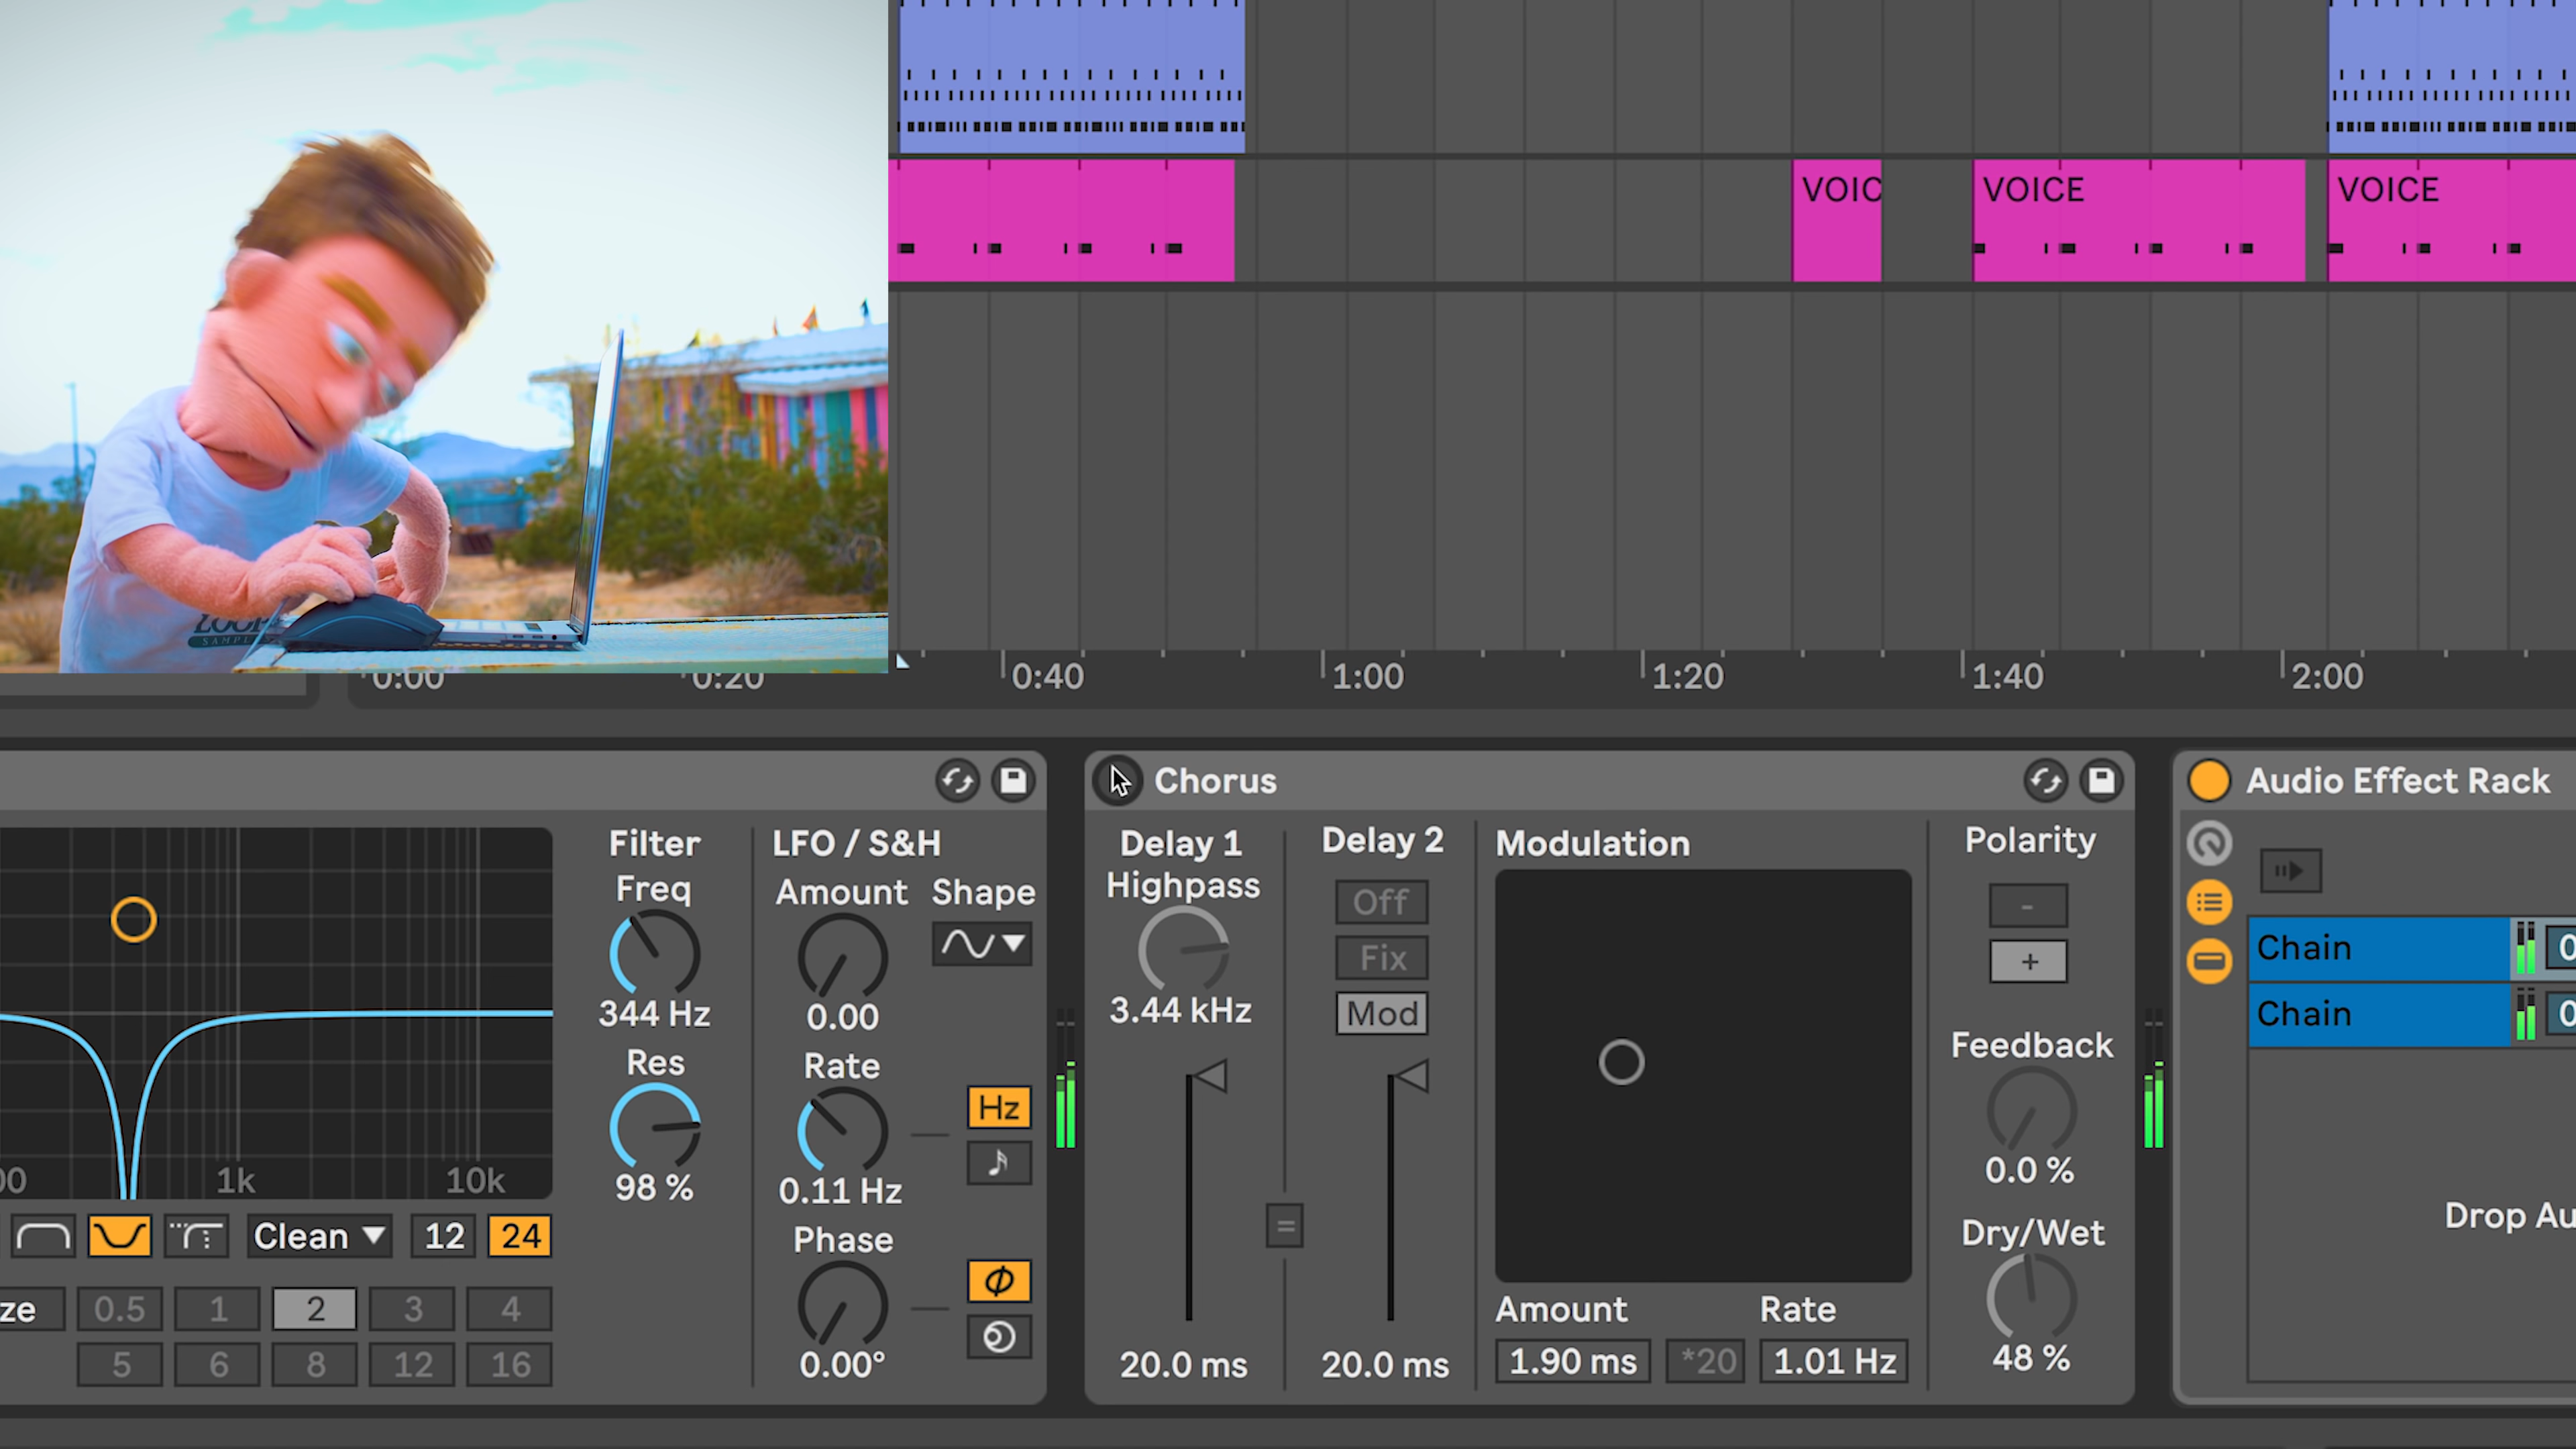 VOIC
VOICE
VOICE
LOOP
SAMPL
0:00
0:20
0:40
1:00
1:20
1:40
2:00
Chorus
Audio Effect Rack
Filter
LFO / S&H
Freq
Amount
Shape
344 Hz
0.00
Res
Rate
Hz
98 %
0.11 Hz
Phase
0.00°
00
1k
10k
Clean
12
24
ze
0.5
1
2
3
4
5
6
8
12
16
Delay 1
Highpass
3.44 kHz
20.0 ms
=
Delay 2
Off
Fix
Mod
20.0 ms
Modulation
Amount
Rate
1.90 ms
*20
1.01 Hz
Polarity
-
+
Feedback
0.0 %
Dry/Wet
48 %
Chain
0
Chain
0
Drop Au